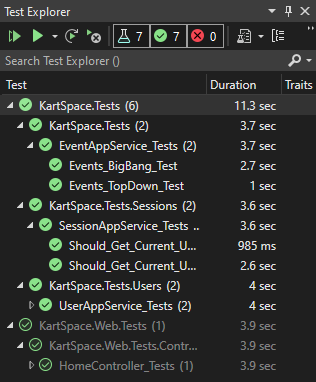 Test Explorer
7 7 0
Search Test Explorer ()
Test Duration Traits
KartSpace.Tests (6) 11.3 sec
KartSpace.Tests (2) 3.7 sec
EventAppService_Tests (2) 3.7 sec
Events_BigBang_Test 2.7 sec
Events_TopDown_Test 1 sec
KartSpace.Tests.Sessions (2) 3.6 sec
SessionAppService_Tests .. 3.6 sec
Should_Get_Current_U... 985 ms
Should_Get_Current_U... 2.6 sec
KartSpace.Tests.Users (2) 4 sec
UserAppService_Tests (2) 4 sec
KartSpace.Web.Tests (1) 3.9 sec
KartSpace.Web.Tests.Contr... 3.9 sec
HomeController_Tests (1) 3.9 sec